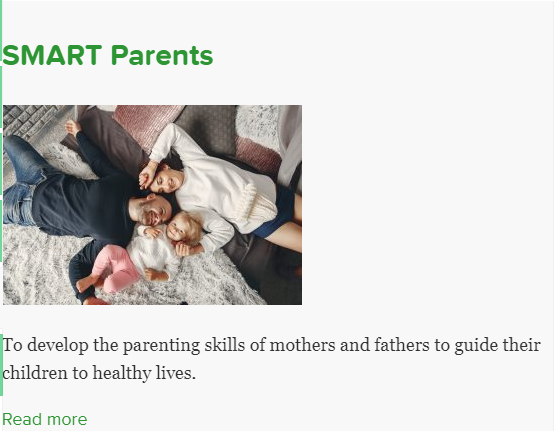 SMART Parents
To develop the parenting skills of mothers and fathers to guide their
children to healthy lives.
Read more